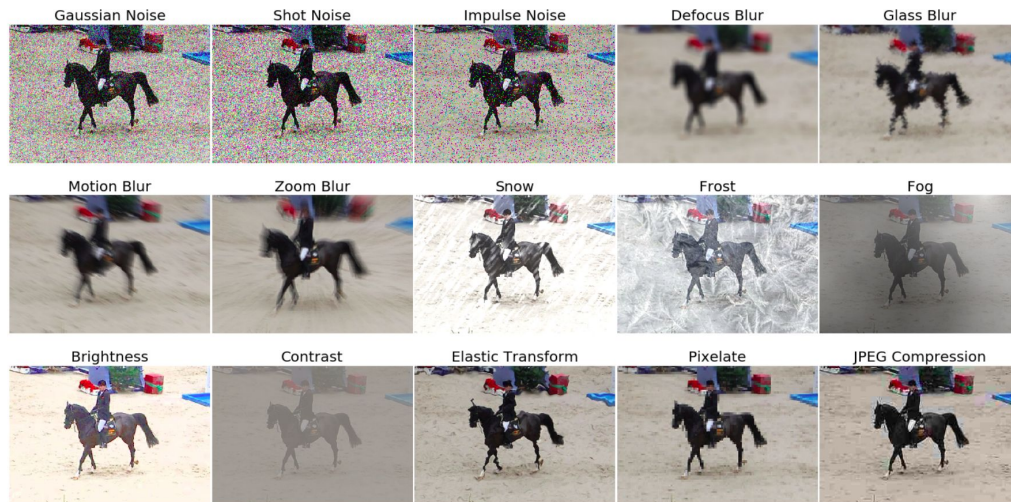 Gaussian Noise
Shot Noise
Impulse Noise
Defocus Blur
Glass Blur
Motion Blur
Zoom Blur
Snow
Frost
Fog
Brightness
Contrast
Elastic Transform
Pixelate
JPEG Compression